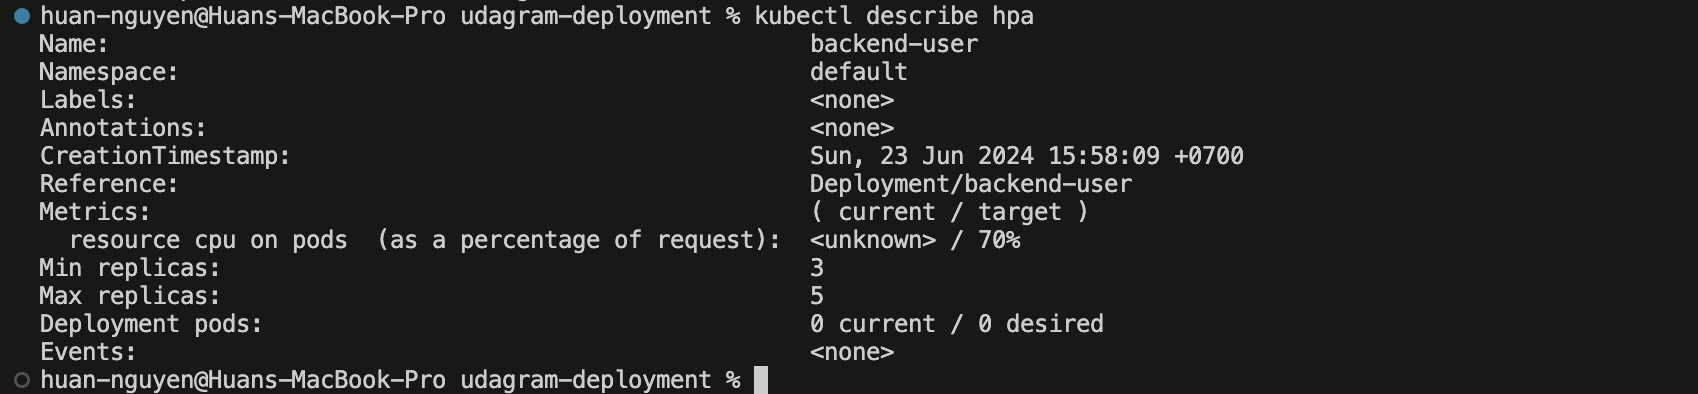 huan-nguyen@Huans-MacBook-Pro udagram-deployment % kubectl describe hpa
Name: backend-user
Namespace: default
Labels: <none>
Annotations: <none>
CreationTimestamp: Sun, 23 Jun 2024 15:58:09 +0700
Reference: Deployment/backend-user
Metrics: ( current / target )
resource cpu on pods (as a percentage of request): <unknown> / 70%
Min replicas: 3
Max replicas: 5
Deployment pods: 0 current / 0 desired
Events: <none>
huan-nguyen@Huans-MacBook-Pro udagram-deployment %